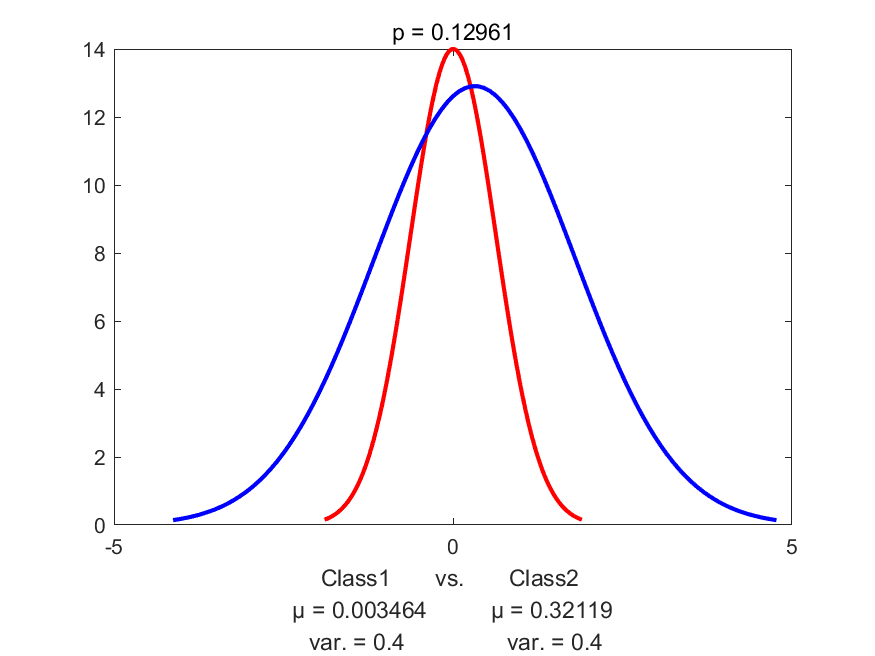 p = 0.12961
14
12
10
8
6
4
2
0
-5 0 5
Class1 vs. Class2
μ = 0.003464 μ = 0.32119
var. = 0.4 var. = 0.4